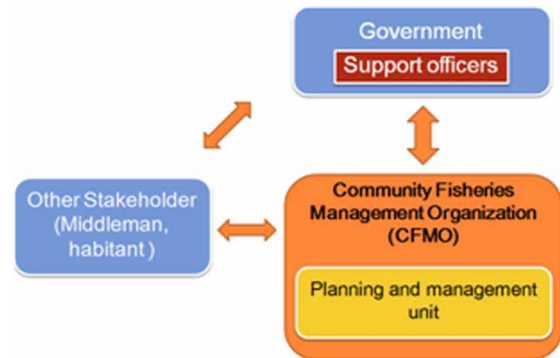 Government
Support officers
Other Stakeholder
(Middleman,
habitant )
Community Fisheries
Management Organization
(CFMO)
Planning and management
unit